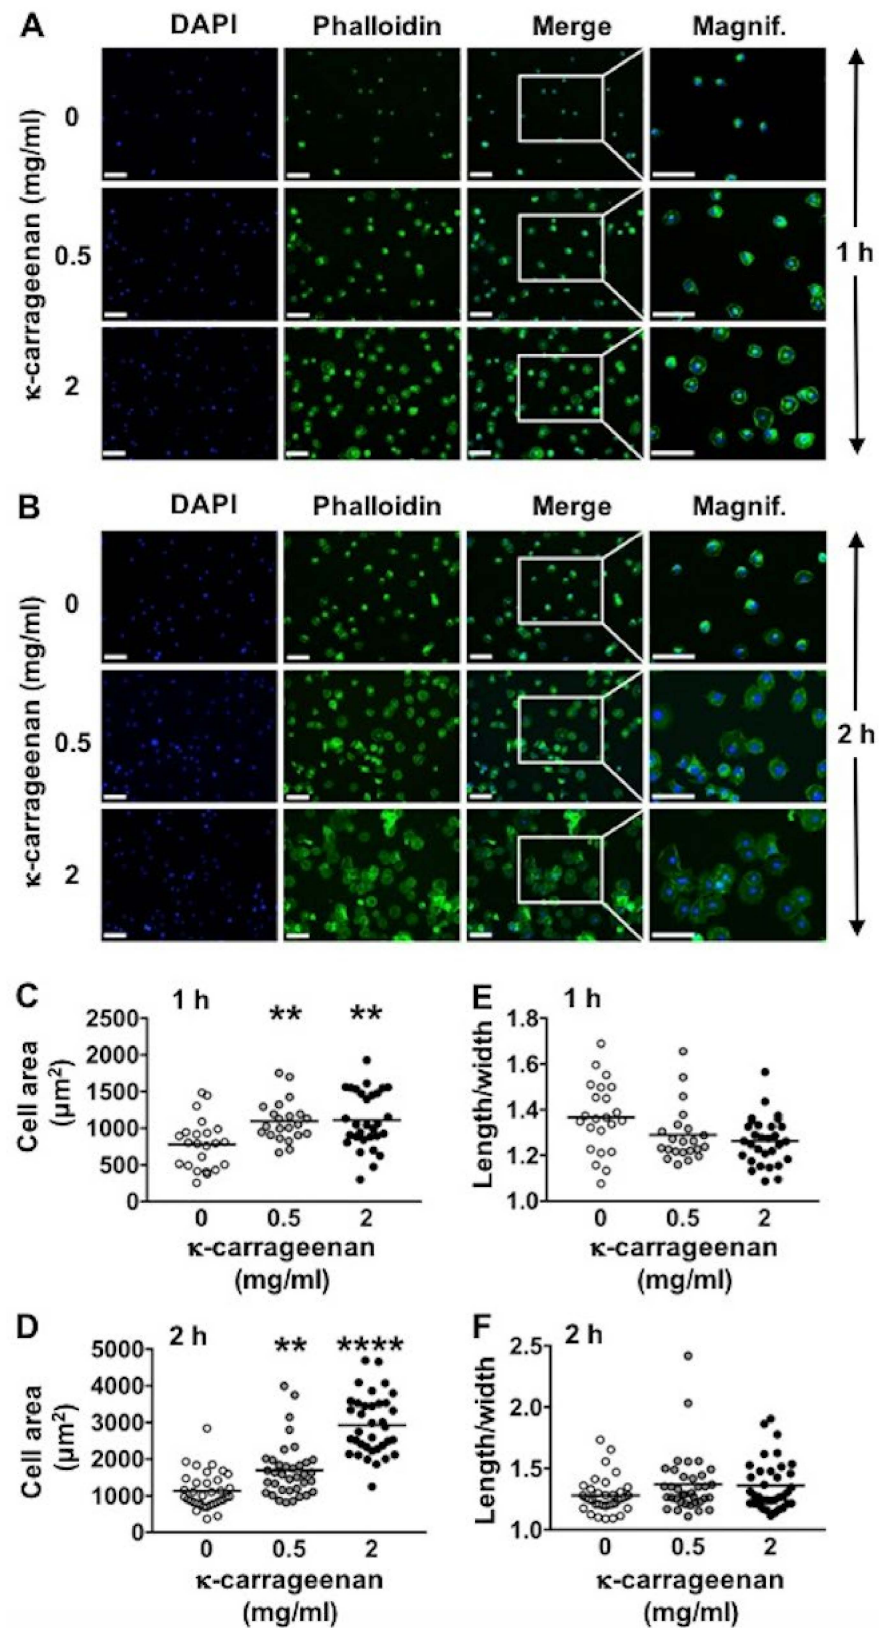 A
DAPI Phalloidin Merge Magnif.
κ-carrageenan (mg/ml)
0
0.5
2
1 h
B
DAPI Phalloidin Merge Magnif.
κ-carrageenan (mg/ml)
0
0.5
2
2 h
C
1 h
** **
Cell area
(µm²)
2500
2000
1500
1000
500
0
0 0.5 2
κ-carrageenan
(mg/ml)
E
1 h
Length/width
1.8
1.6
1.4
1.2
1.0
0 0.5 2
κ-carrageenan
(mg/ml)
D
2 h
** ****
Cell area
(µm²)
5000
4000
3000
2000
1000
0
0 0.5 2
κ-carrageenan
(mg/ml)
F
2 h
Length/width
2.5
2.0
1.5
1.0
0 0.5 2
κ-carrageenan
(mg/ml)